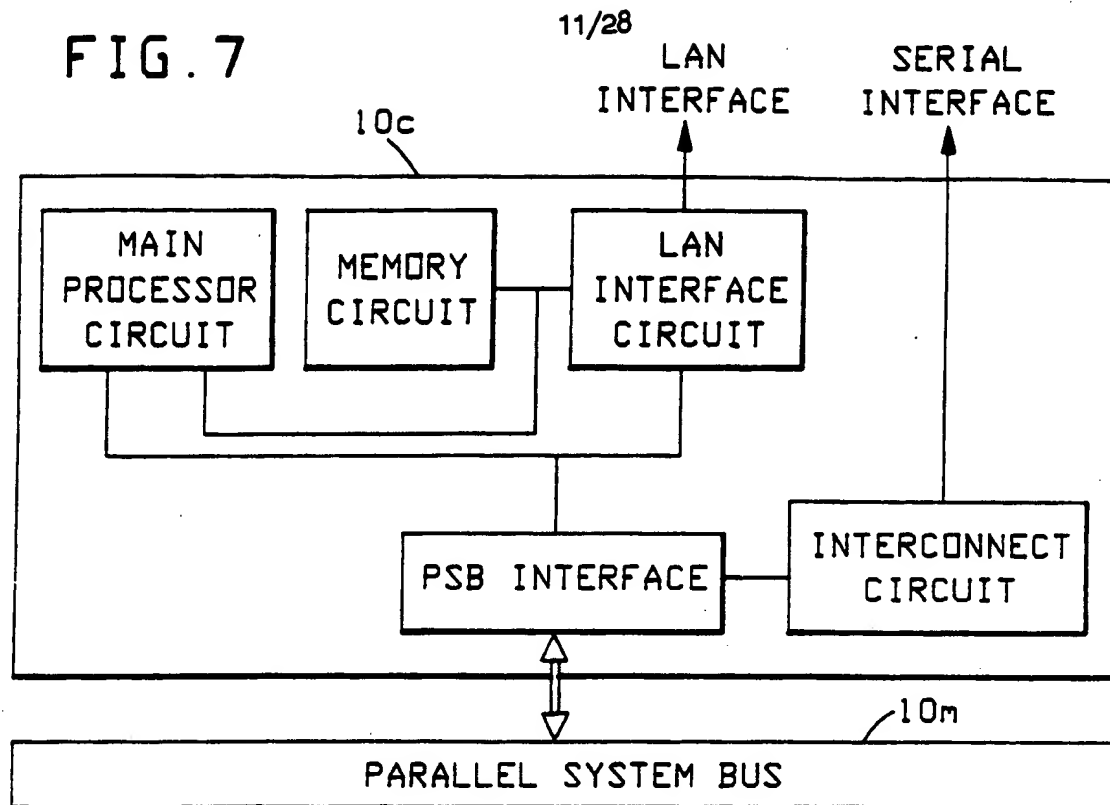 FIG. 7
11/28
LAN
INTERFACE
SERIAL
INTERFACE
10c
MAIN
PROCESSOR
CIRCUIT
MEMORY
CIRCUIT
LAN
INTERFACE
CIRCUIT
PSB INTERFACE
INTERCONNECT
CIRCUIT
10m
PARALLEL SYSTEM BUS